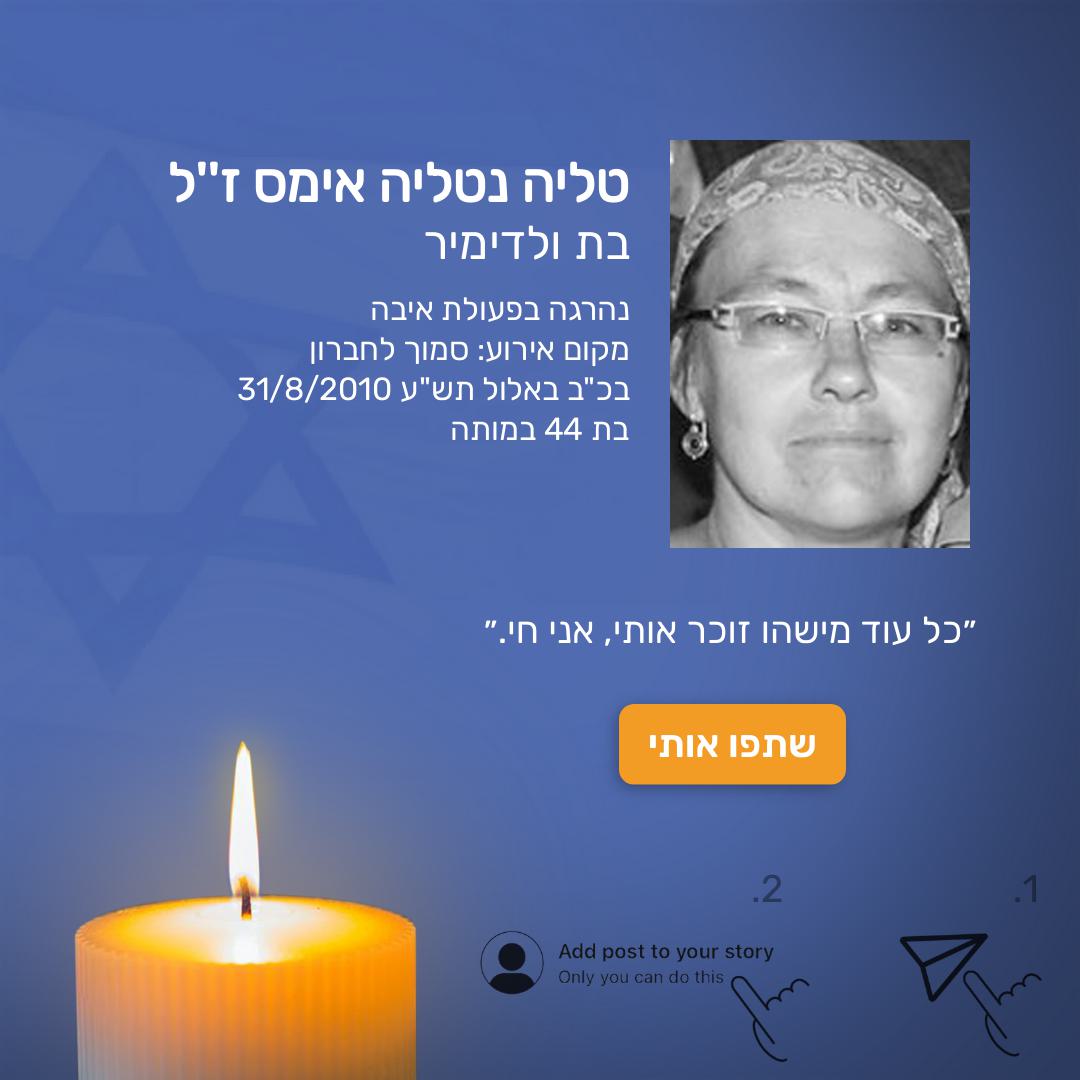 טליה נטליה אימס ז''ל
בת ולדימיר
נהרגה בפעולת איבה
מקום אירוע: סמוך לחברון
בכ"ב באלול תש"ע 31/8/2010
בת 44 במותה
״כל עוד מישהו זוכר אותי, אני חי.״
שתפו אותי
.1
.2
Add post to your story
Only you can do this